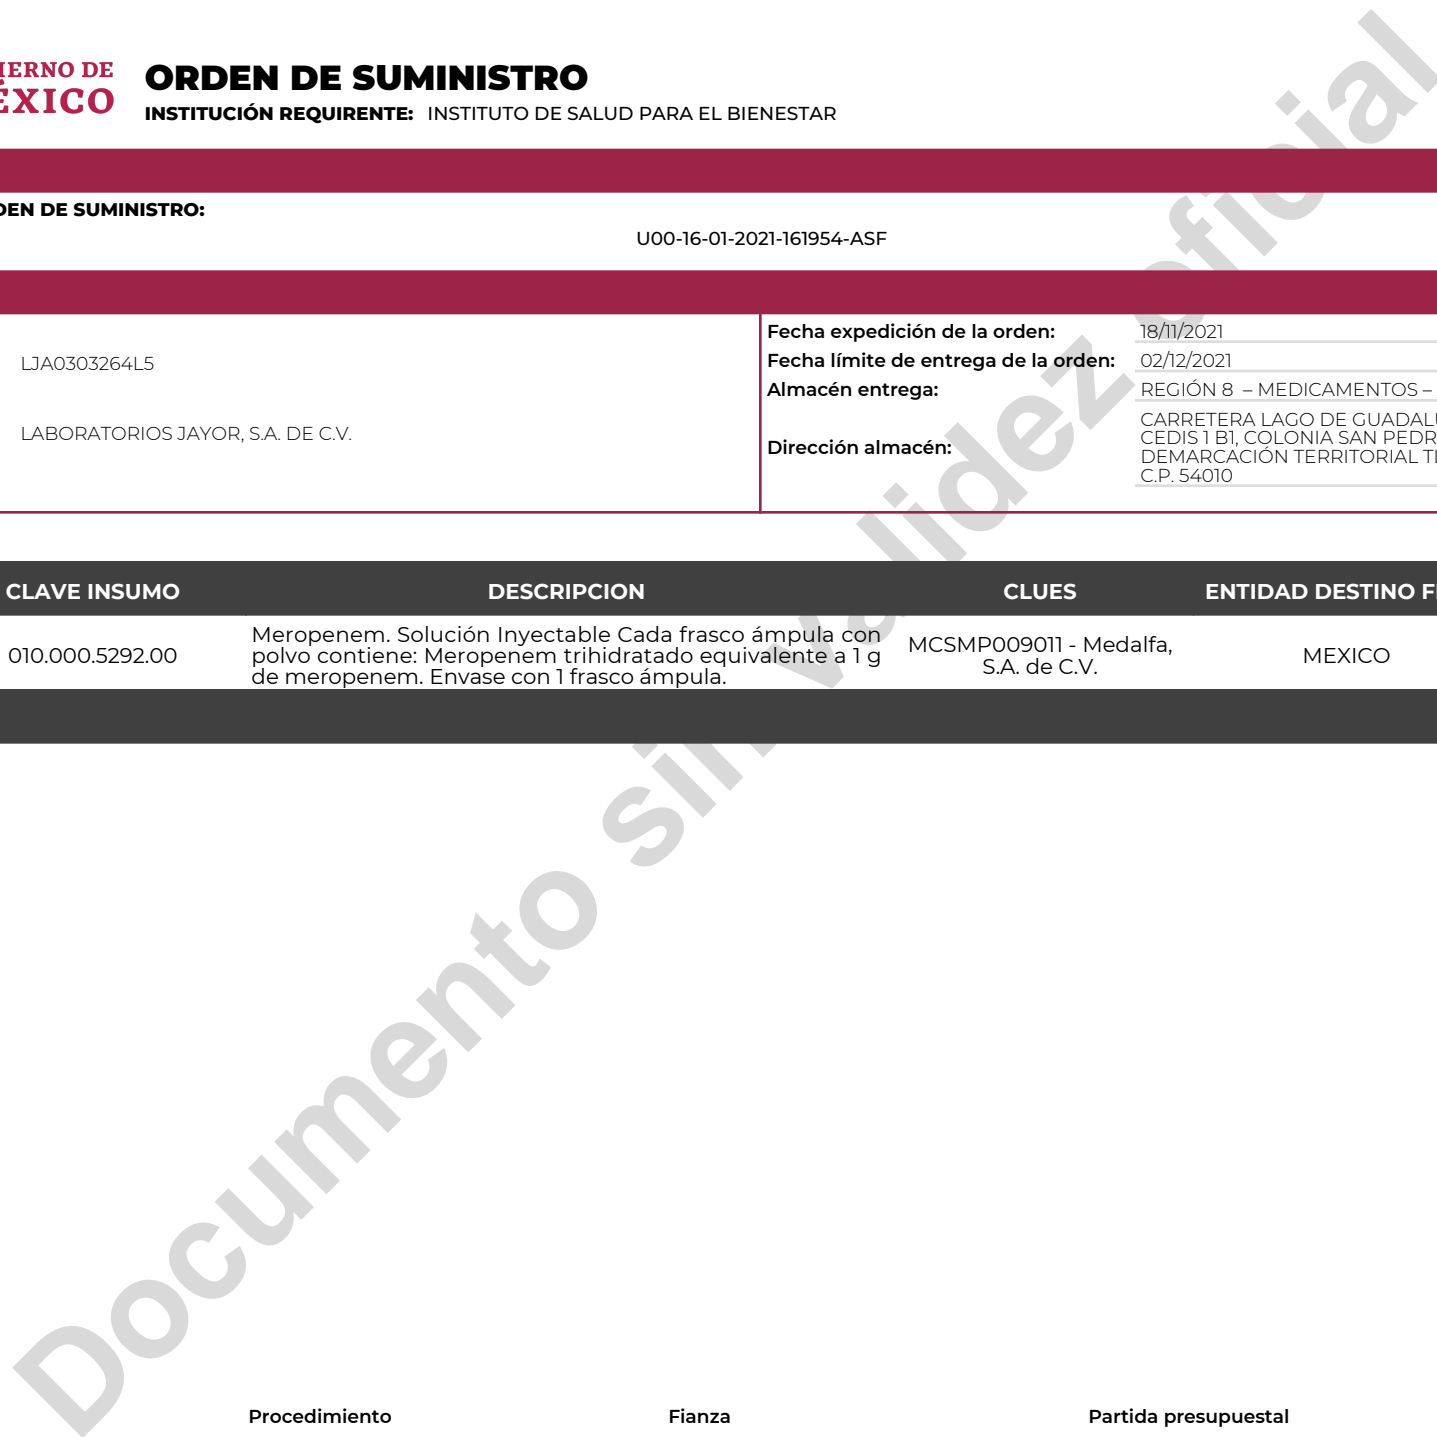 IERNO DE
ÉXICO
ORDEN DE SUMINISTRO
INSTITUCIÓN REQUIRENTE: INSTITUTO DE SALUD PARA EL BIENESTAR
DEN DE SUMINISTRO:
U00-16-01-2021-161954-ASF
LJA0303264L5
LABORATORIOS JAYOR, S.A. DE C.V.
Fecha expedición de la orden: 18/11/2021
Fecha límite de entrega de la orden: 02/12/2021
Almacén entrega: REGIÓN 8 – MEDICAMENTOS –
Dirección almacén:
CARRETERA LAGO DE GUADALU
CEDIS 1 B1, COLONIA SAN PEDR
DEMARCACIÓN TERRITORIAL TL
C.P. 54010
CLAVE INSUMO DESCRIPCION CLUES ENTIDAD DESTINO FI
010.000.5292.00
Meropenem. Solución Inyectable Cada frasco ámpula con
polvo contiene: Meropenem trihidratado equivalente a 1 g
de meropenem. Envase con 1 frasco ámpula.
MCSMP009011 - Medalfa,
S.A. de C.V.
MEXICO
Documento sin validez oficial
Procedimiento Fianza Partida presupuestal